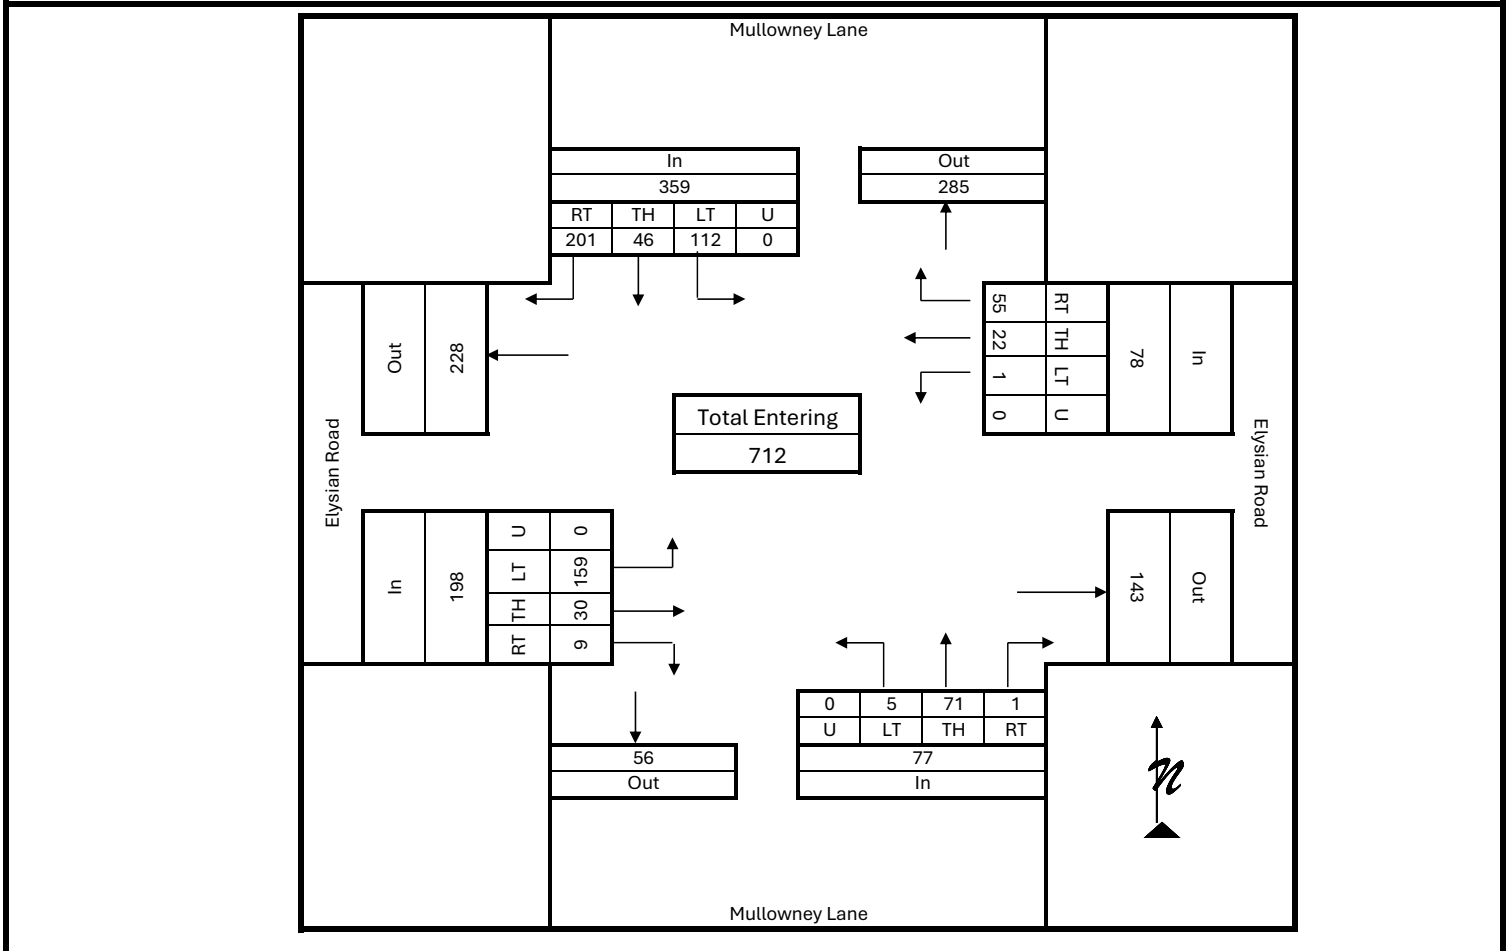 Mullowney Lane
In
359
RT TH LT U
201 46 112 0
Out
285
Out
228
55 RT
22 TH
1 LT
0 U
78
In
Total Entering
712
Elysian Road
Elysian Road
In
198
U 0
LT 159
TH 30
RT 9
143
Out
0 5 71 1
U LT TH RT
77
In
56
Out
n
Mullowney Lane